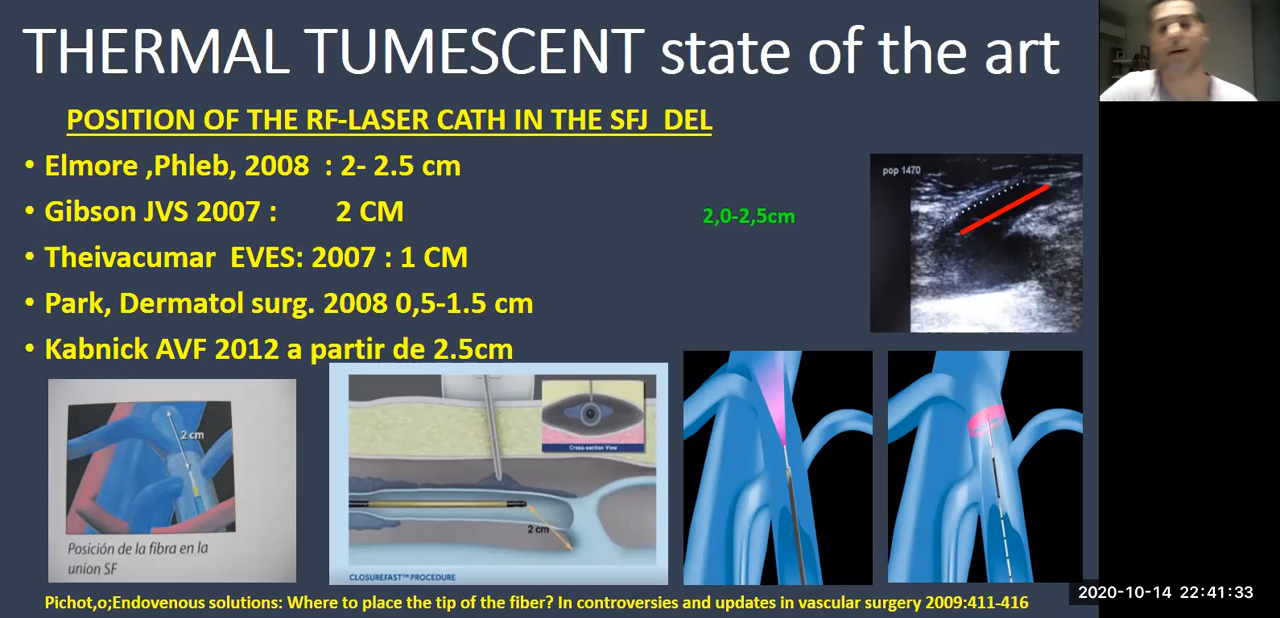 THERMAL TUMESCENT state of the art
POSITION OF THE RF-LASER CATH IN THE SFJ DEL
• Elmore ,Phleb, 2008 : 2- 2.5 cm
• Gibson JVS 2007 : 2 CM
2,0-2,5cm
• Theivacumar EVES: 2007 : 1 CM
• Park, Dermatol surg. 2008 0,5-1.5 cm
• Kabnick AVF 2012 a partir de 2.5cm
pop 1470
2 cm
Posición de la fibra en la
union SF
Cross-section View
2 cm
CLOSUREFAST™ PROCEDURE
Pichot,o;Endovenous solutions: Where to place the tip of the fiber? In controversies and updates in vascular surgery 2009:411-416
2020-10-14 22:41:33